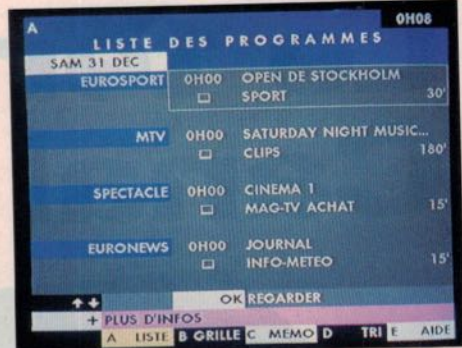 A
0H08
LISTE DES PROGRAMMES
SAM 31 DEC
EUROSPORT 0H00 OPEN DE STOCKHOLM
SPORT 30'
MTV 0H00 SATURDAY NIGHT MUSIC...
CLIPS 180'
SPECTACLE 0H00 CINEMA 1
MAG-TV ACHAT 15'
EURONEWS 0H00 JOURNAL
INFO-METEO 15'
OK REGARDER
+ PLUS D'INFOS
A LISTE B GRILLE C MEMO D TRI E AIDE